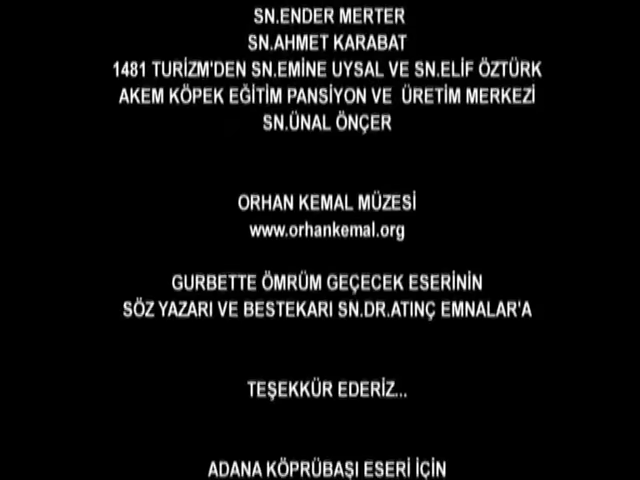 SN.ENDER MERTER
SN.AHMET KARABAT
1481 TURİZM'DEN SN.EMİNE UYSAL VE SN.ELİF ÖZTÜRK
AKEM KÖPEK EĞİTİM PANSİYON VE ÜRETİM MERKEZİ
SN.ÜNAL ÖNÇER
ORHAN KEMAL MÜZESİ
www.orhankemal.org
GURBETTE ÖMRÜM GEÇECEK ESERİNİN
SÖZ YAZARI VE BESTEKARI SN.DR.ATINÇ EMNALAR'A
TEŞEKKÜR EDERİZ...
ADANA KÖPRÜBAŞI ESERİ İÇİN